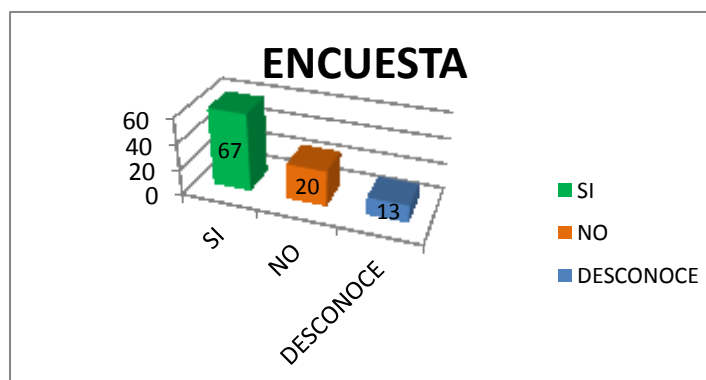 ENCUESTA
60
40
20
0
67
20
13
SI
NO
DESCONOCE
SI
NO
DESCONOCE